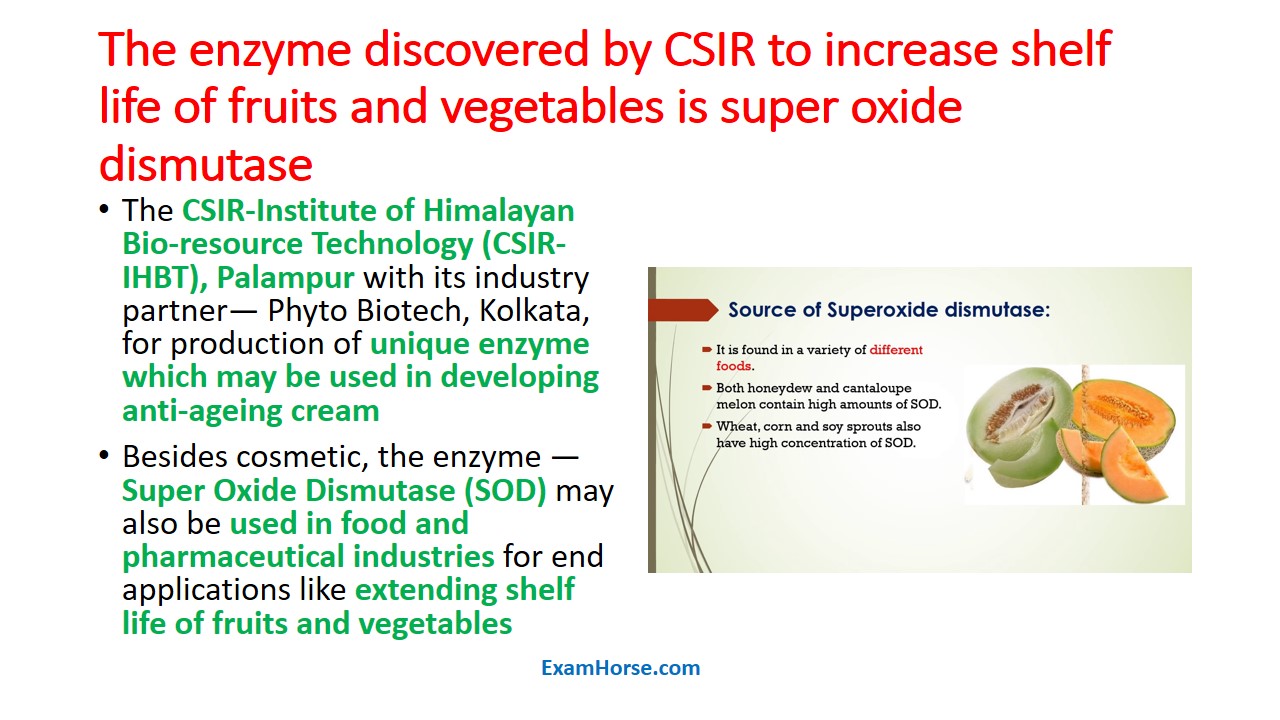 The enzyme discovered by CSIR to increase shelf
life of fruits and vegetables is super oxide
dismutase
• The CSIR-Institute of Himalayan
Bio-resource Technology (CSIR-
IHBT), Palampur with its industry
partner— Phyto Biotech, Kolkata,
for production of unique enzyme
which may be used in developing
anti-ageing cream
• Besides cosmetic, the enzyme —
Super Oxide Dismutase (SOD) may
also be used in food and
pharmaceutical industries for end
applications like extending shelf
life of fruits and vegetables
Source of Superoxide dismutase:
It is found in a variety of different
foods.
Both honeydew and cantaloupe
melon contain high amounts of SOD.
Wheat, corn and soy sprouts also
have high concentration of SOD.
ExamHorse.com